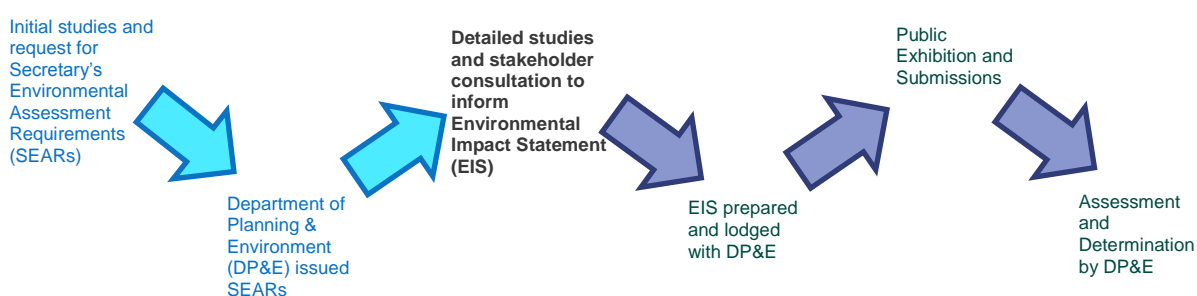 Initial studies and
request for
Secretary’s
Environmental
Assessment
Requirements
(SEARs)
Department of
Planning &
Environment
(DP&E) issued
SEARs
Detailed studies
and stakeholder
consultation to
inform
Environmental
Impact Statement
(EIS)
EIS prepared
and lodged
with DP&E
Public
Exhibition and
Submissions
Assessment
and
Determination
by DP&E